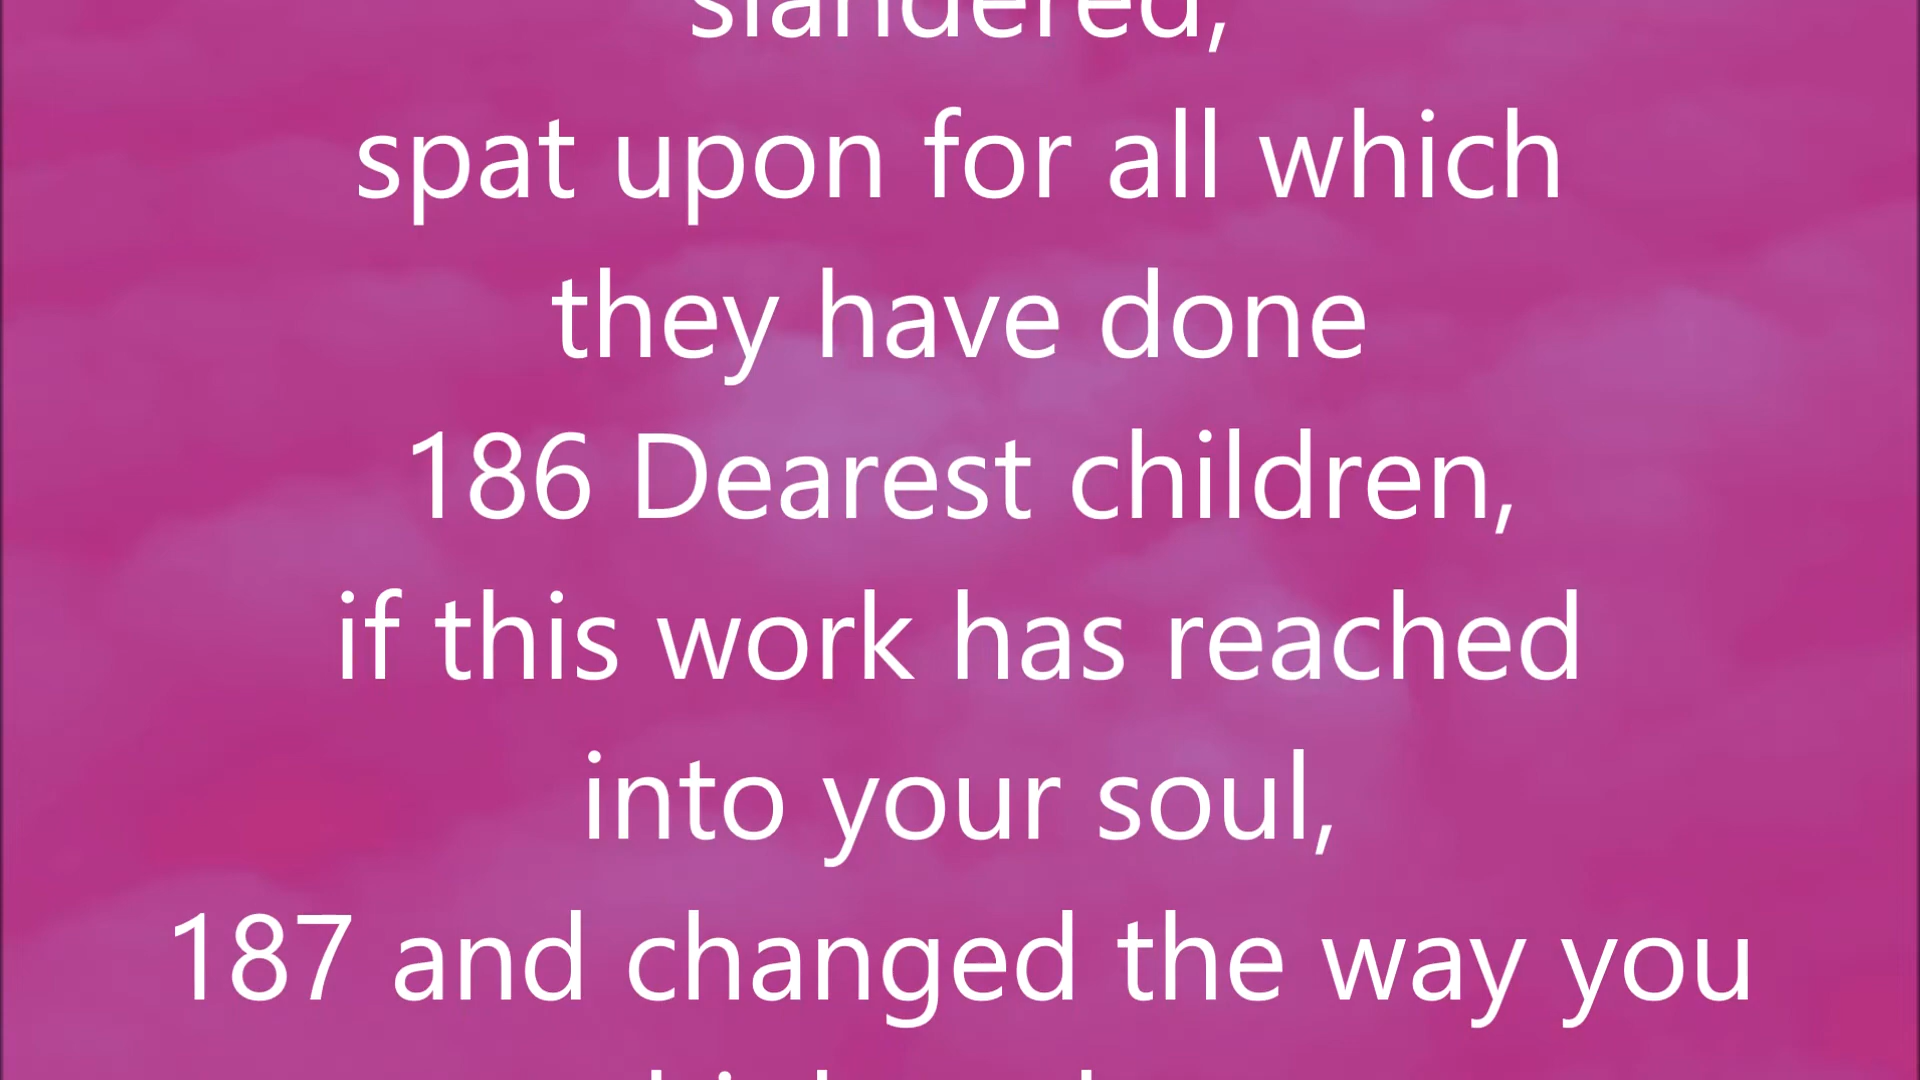 slandered,
spat upon for all which
they have done
186 Dearest children,
if this work has reached
into your soul,
187 and changed the way you